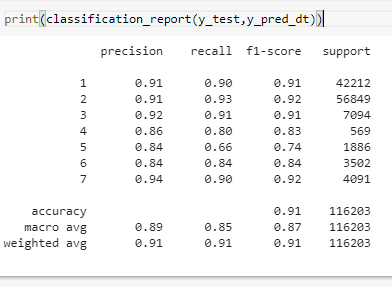 print(classification_report(y_test,y_pred_dt))
precision recall f1-score support
1 0.91 0.90 0.91 42212
2 0.91 0.93 0.92 56849
3 0.92 0.91 0.91 7094
4 0.86 0.80 0.83 569
5 0.84 0.66 0.74 1886
6 0.84 0.84 0.84 3502
7 0.94 0.90 0.92 4091
accuracy 0.91 116203
macro avg 0.89 0.85 0.87 116203
weighted avg 0.91 0.91 0.91 116203